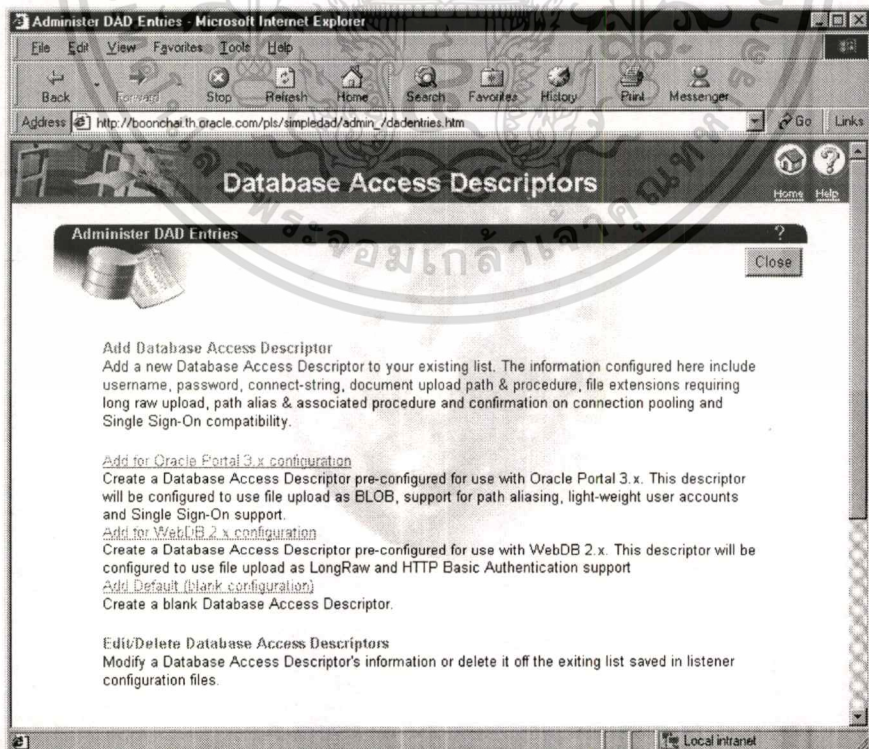 Administer DAD Entries - Microsoft Internet Explorer
File Edit View Favorites Tools Help
Back Forward Stop Refresh Home Search Favorites History Print Messenger
Address http://boonchai.th.oracle.com/pls/simpledad/admin_/dadentries.htm Go Links
Database Access Descriptors
Home Help
Administer DAD Entries ?
Close
Add Database Access Descriptor
Add a new Database Access Descriptor to your existing list. The information configured here include
username, password, connect-string, document upload path & procedure, file extensions requiring
long raw upload, path alias & associated procedure and confirmation on connection pooling and
Single Sign-On compatibility.
Add for Oracle Portal 3.x configuration
Create a Database Access Descriptor pre-configured for use with Oracle Portal 3.x. This descriptor
will be configured to use file upload as BLOB, support for path aliasing, light-weight user accounts
and Single Sign-On support.
Add for WebDB 2.x configuration
Create a Database Access Descriptor pre-configured for use with WebDB 2.x. This descriptor will be
configured to use file upload as LongRaw and HTTP Basic Authentication support
Add Default (blank configuration)
Create a blank Database Access Descriptor.
Edit/Delete Database Access Descriptors
Modify a Database Access Descriptor's information or delete it off the exiting list saved in listener
configuration files.
Local intranet